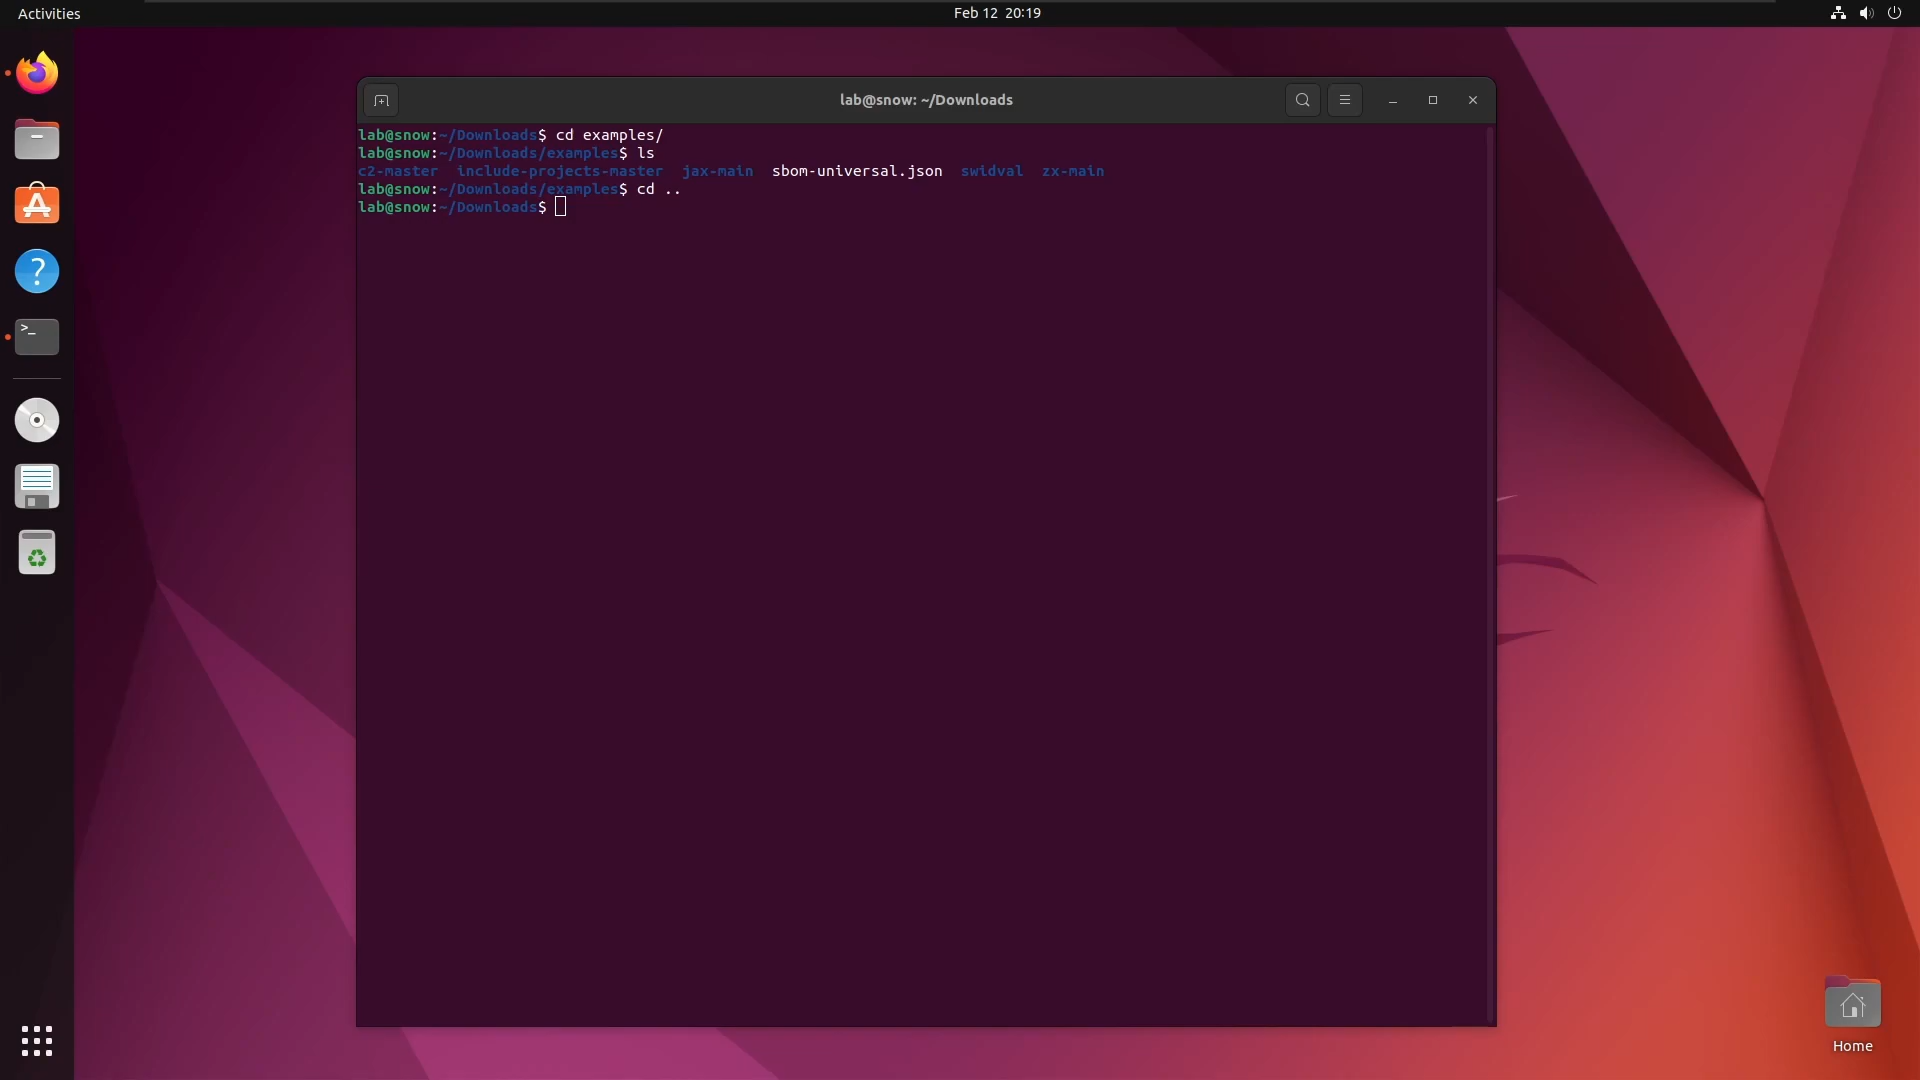 Activities
Feb 12 20:19
lab@snow: ~/Downloads
lab@snow:~/Downloads$ cd examples/
lab@snow:~/Downloads/examples$ ls
c2-master include-projects-master jax-main sbom-universal.json swidval zx-main
lab@snow:~/Downloads/examples$ cd ..
lab@snow:~/Downloads$
Home